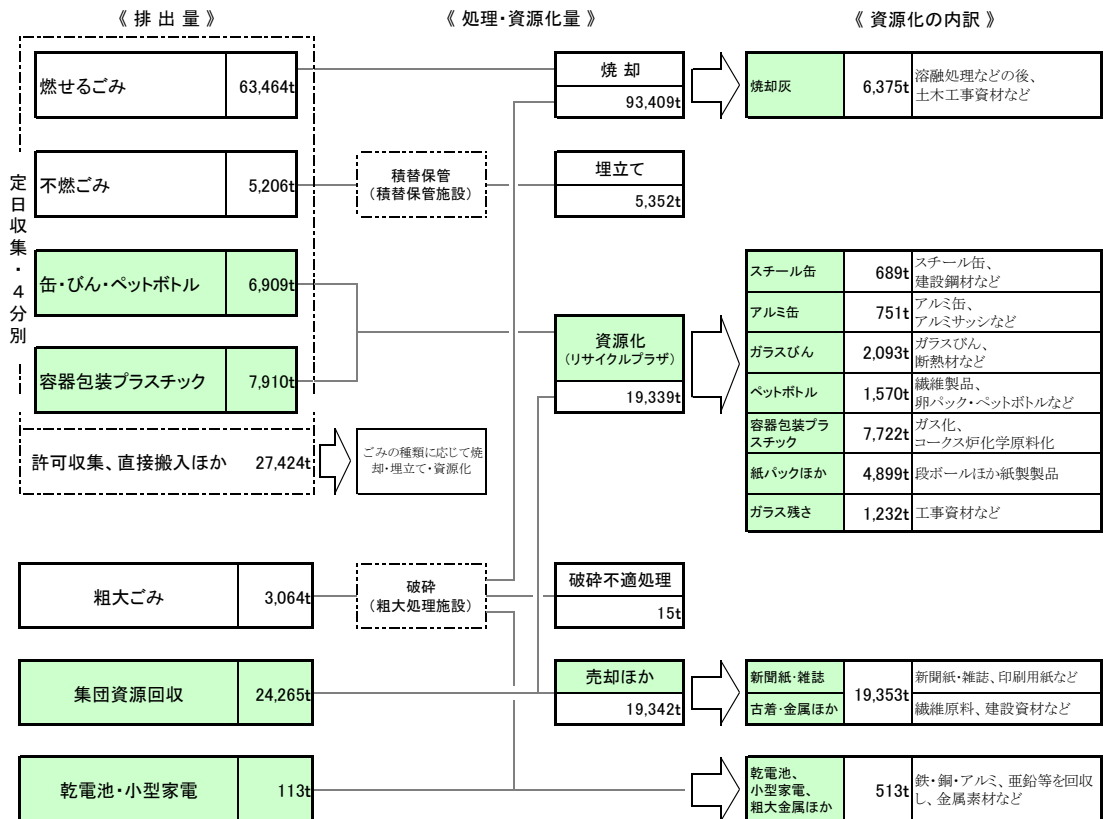 《 排 出 量 》
《 処理・資源化量 》
《 資源化の内訳 》
定日収集・4分別
燃せるごみ 63,464t
焼 却
93,409t
焼却灰 6,375t
溶融処理などの後、
土木工事資材など
不燃ごみ 5,206t
積替保管
（積替保管施設）
埋立て
5,352t
缶・びん・ペットボトル 6,909t
容器包装プラスチック 7,910t
資源化
（リサイクルプラザ）
19,339t
スチール缶 689t
スチール缶、
建設鋼材など
アルミ缶 751t
アルミ缶、
アルミサッシなど
ガラスびん 2,093t
ガラスびん、
断熱材など
ペットボトル 1,570t
繊維製品、
卵パック・ペットボトルなど
容器包装プラ
スチック
7,722t
ガス化、
コークス炉化学原料化
紙パックほか 4,899t 段ボールほか紙製製品
ガラス残さ 1,232t 工事資材など
許可収集、直接搬入ほか 27,424t
ごみの種類に応じて焼
却・埋立て・資源化
粗大ごみ 3,064t
破砕
（粗大処理施設）
破砕不適処理
15t
集団資源回収 24,265t
売却ほか
19,342t
新聞紙・雑誌
古着・金属ほか
19,353t
新聞紙・雑誌、印刷用紙など
繊維原料、建設資材など
乾電池・小型家電 113t
乾電池、
小型家電、
粗大金属ほか
513t
鉄・銅・アルミ、亜鉛等を回収
し、金属素材など